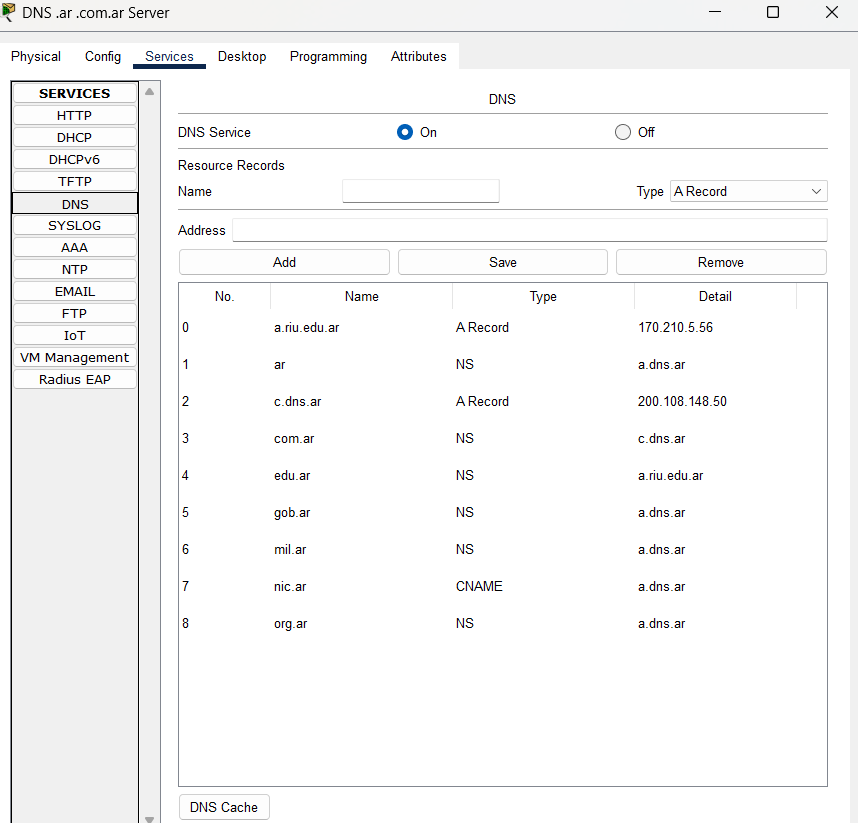 DNS .ar .com.ar Server
Physical Config Services Desktop Programming Attributes
SERVICES
HTTP
DHCP
DHCPv6
TFTP
DNS
SYSLOG
AAA
NTP
EMAIL
FTP
IoT
VM Management
Radius EAP
DNS
DNS Service On Off
Resource Records
Name Type A Record
Address
Add Save Remove
No. Name Type Detail
0 a.riu.edu.ar A Record 170.210.5.56
1 ar NS a.dns.ar
2 c.dns.ar A Record 200.108.148.50
3 com.ar NS c.dns.ar
4 edu.ar NS a.riu.edu.ar
5 gob.ar NS a.dns.ar
6 mil.ar NS a.dns.ar
7 nic.ar CNAME a.dns.ar
8 org.ar NS a.dns.ar
DNS Cache